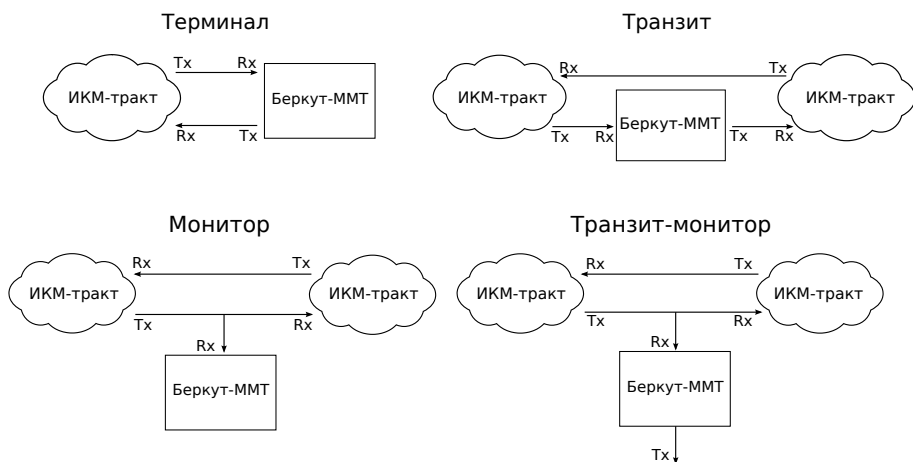 Терминал
Tx Rx
ИКМ-тракт
Беркут-ММТ
Rx Tx
Транзит
Rx Tx
ИКМ-тракт
Беркут-ММТ
ИКМ-тракт
Tx Rx Tx Rx
Монитор
Rx Tx
ИКМ-тракт ИКМ-тракт
Tx Rx
Rx
Беркут-ММТ
Транзит-монитор
Rx Tx
ИКМ-тракт ИКМ-тракт
Tx Rx
Rx
Беркут-ММТ
Tx